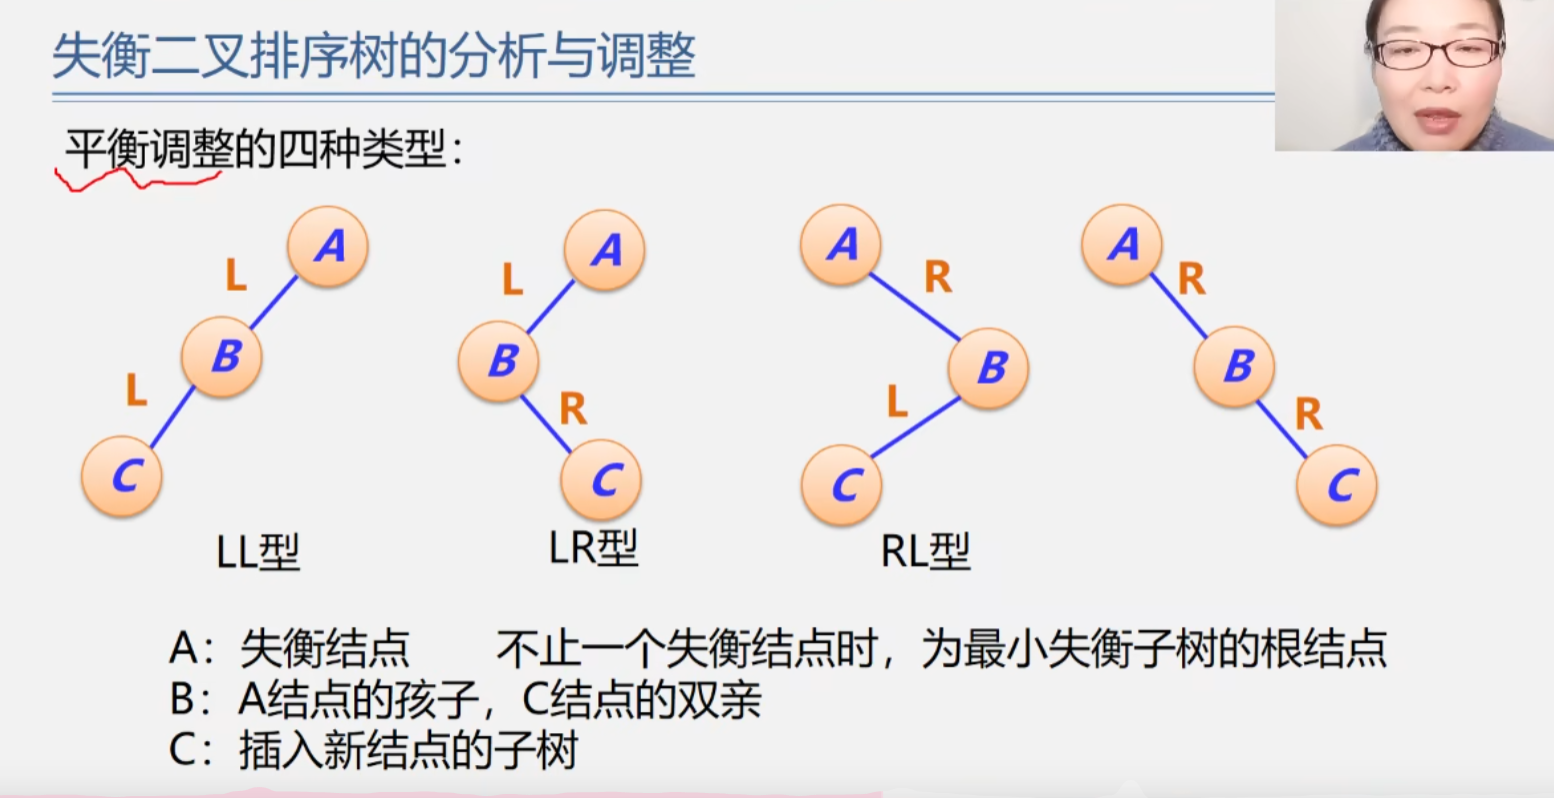 失衡二叉排序树的分析与调整
平衡调整的四种类型：
A
L
B
L
C
LL型
A
L
B
R
C
LR型
A
R
B
L
C
RL型
A
R
B
R
C
A：失衡结点 不止一个失衡结点时，为最小失衡子树的根结点
B：A结点的孩子，C结点的双亲
C：插入新结点的子树